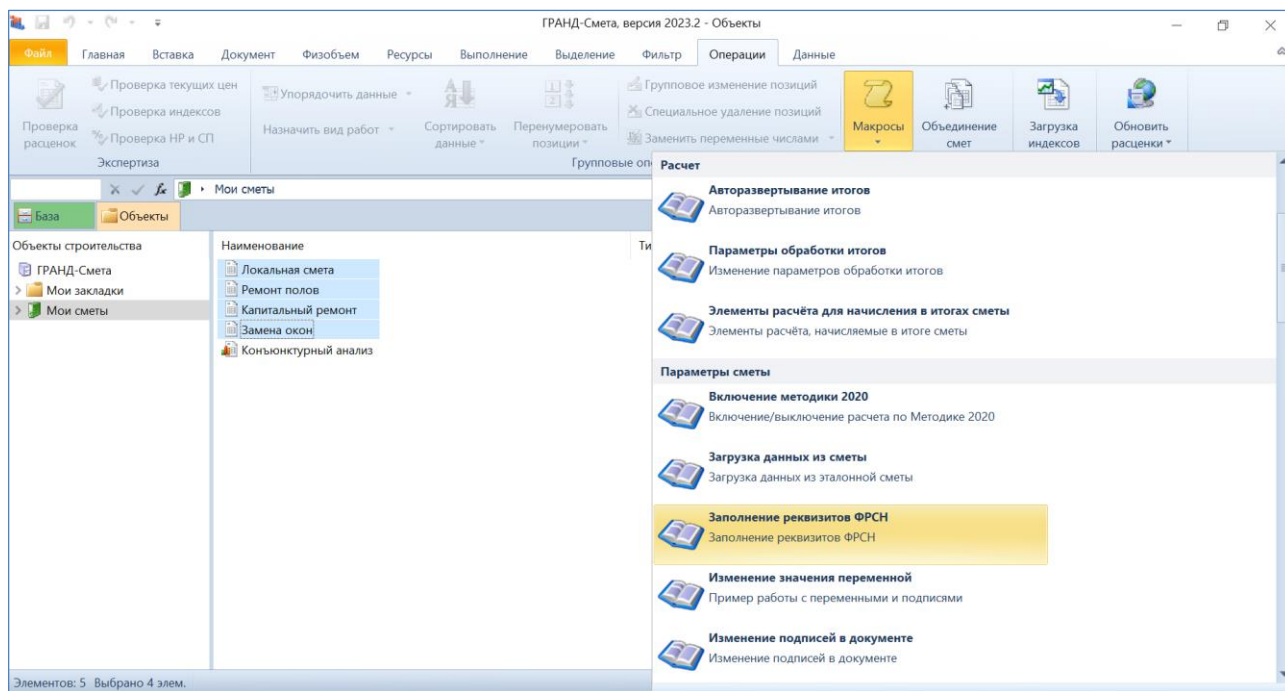 ГРАНД-Смета, версия 2023.2 - Объекты
Файл Главная Вставка Документ Физобъем Ресурсы Выполнение Выделение Фильтр Операции Данные
Проверка расценок
Проверка текущих цен
Проверка индексов
Проверка НР и СП
Экспертиза
Упорядочить данные
Назначить вид работ
Сортировать данные
Перенумеровать позиции
Групповое изменение позиций
Специальное удаление позиций
Заменить переменные числами
Групповые оп
Макросы
Объединение смет
Загрузка индексов
Обновить расценки
fx Мои сметы
База Объекты
Объекты строительства
ГРАНД-Смета
Мои закладки
Мои сметы
Наименование Ти
Локальная смета
Ремонт полов
Капитальный ремонт
Замена окон
Конъюнктурный анализ
Расчет
Авторазвертывание итогов
Авторазвертывание итогов
Параметры обработки итогов
Изменение параметров обработки итогов
Элементы расчёта для начисления в итогах сметы
Элементы расчёта, начисляемые в итоге сметы
Параметры сметы
Включение методики 2020
Включение/выключение расчета по Методике 2020
Загрузка данных из сметы
Загрузка данных из эталонной сметы
Заполнение реквизитов ФРСН
Заполнение реквизитов ФРСН
Изменение значения переменной
Пример работы с переменными и подписями
Изменение подписей в документе
Изменение подписей в документе
Элементов: 5 Выбрано 4 элем.